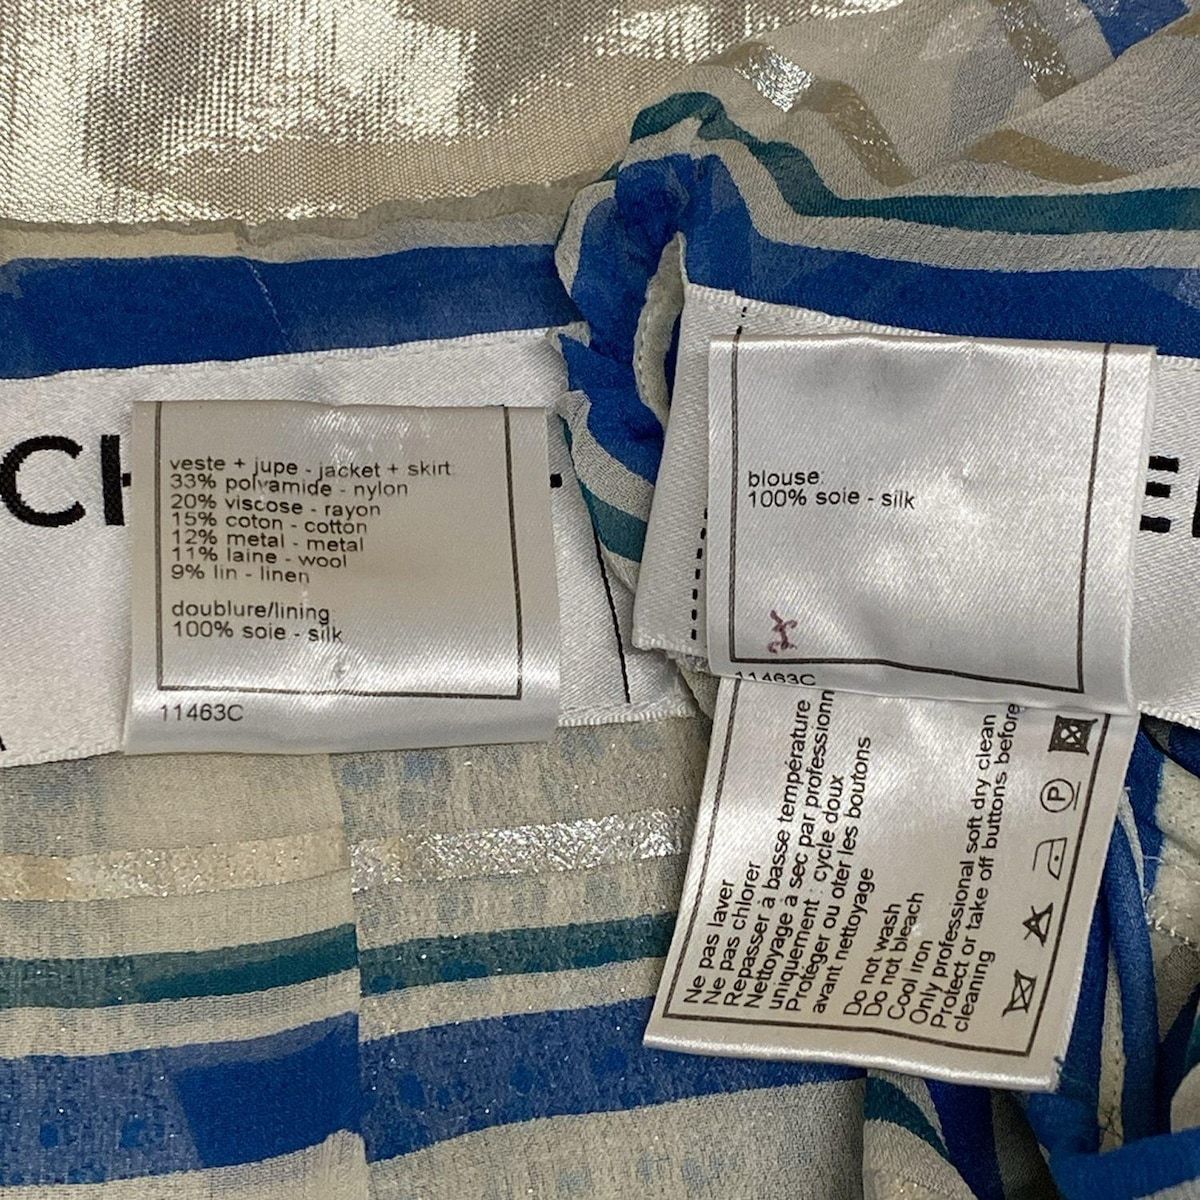 CH
veste + jupe - jacket + skirt:
33% polyamide - nylon
20% viscose - rayon
15% coton - cotton
12% metal - metal
11% laine - wool
9% lin - linen
doublure/lining
100% soie - silk
11463C
blouse:
100% soie - silk
11463C
E
Ne pas laver
Ne pas chlorer
Repasser à basse température
Nettoyage à sec par professionn
uniquement : cycle doux
Protéger ou oter les boutons
avant nettoyage
Do not wash
Do not bleach
Cool iron
Only professional soft dry clean
Protect or take off buttons before
cleaning
P